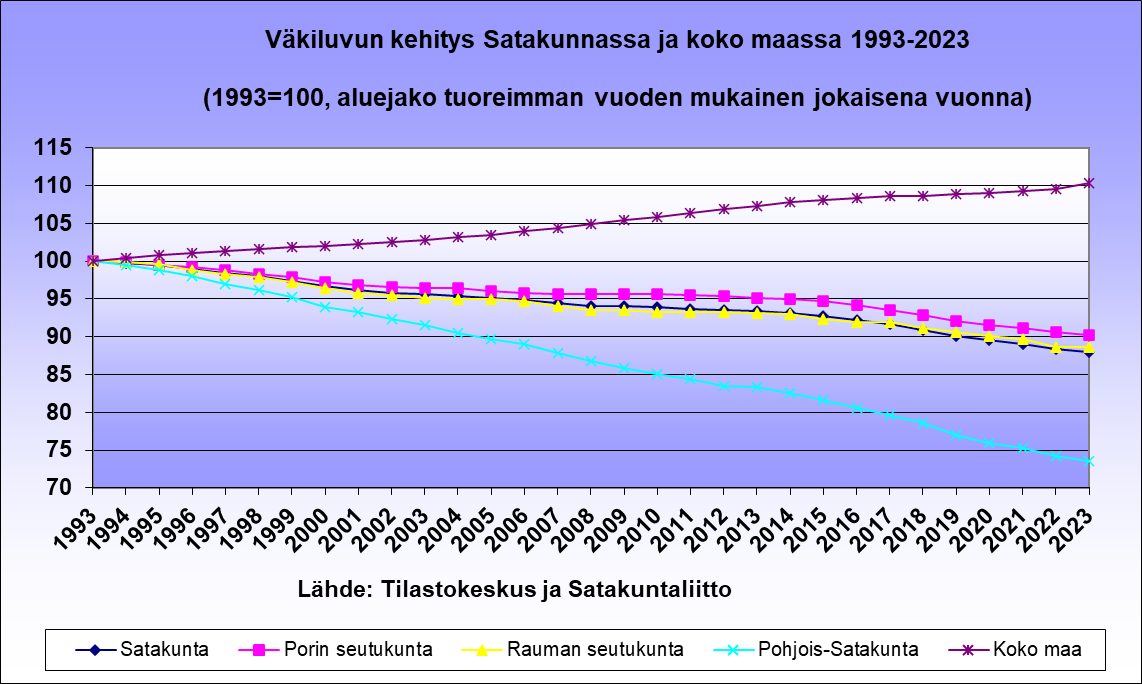 Väkiluvun kehitys Satakunnassa ja koko maassa 1993-2023
(1993=100, aluejako tuoreimman vuoden mukainen jokaisena vuonna)
115
110
105
100
95
90
85
80
75
70
1993 1994 1995 1996 1997 1998 1999 2000 2001 2002 2003 2004 2005 2006 2007 2008 2009 2010 2011 2012 2013 2014 2015 2016 2017 2018 2019 2020 2021 2022 2023
Lähde: Tilastokeskus ja Satakuntaliitto
Satakunta Porin seutukunta Rauman seutukunta Pohjois-Satakunta Koko maa